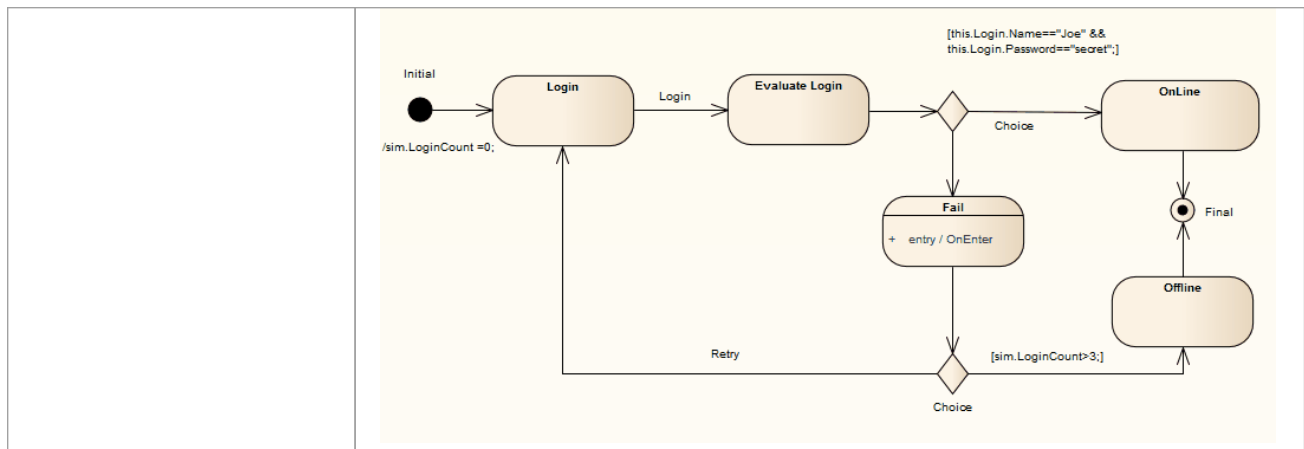 [this.Login.Name=="Joe" &&
this.Login.Password=="secret";]
Initial
Login
Login
Evaluate Login
OnLine
Choice
/sim.LoginCount =0;
Fail
+ entry / OnEnter
Final
Offline
Retry
[sim.LoginCount>3;]
Choice